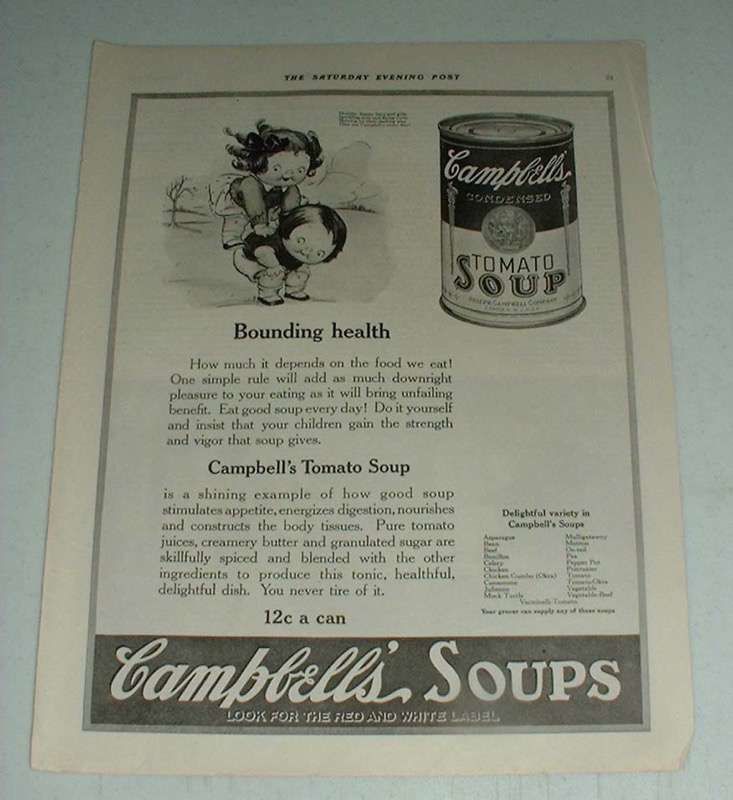 THE SATURDAY EVENING POST
Campbell's
CONDENSED
TOMATO
SOUP
JOSEPH CAMPBELL COMPANY
Bounding health
How much it depends on the food we eat!
One simple rule will add as much downright
pleasure to your eating as it will bring unfailing
benefit. Eat good soup every day! Do it yourself
and insist that your children gain the strength
and vigor that soup gives.
Campbell's Tomato Soup
is a shining example of how good soup
stimulates appetite, energizes digestion, nourishes
and constructs the body tissues. Pure tomato
juices, creamery butter and granulated sugar are
skillfully spiced and blended with the other
ingredients to produce this tonic, healthful,
delightful dish. You never tire of it.
12c a can
Delightful variety in
Campbell's Soups
Asparagus
Bean
Beef
Bouillon
Celery
Chicken
Chicken Gumbo (Okra)
Consomme
Julienne
Mock Turtle
Mulligatawny
Mutton
Ox-tail
Pea
Pepper Pot
Printanier
Tomato
Tomato-Okra
Vegetable
Vegetable-Beef
Vermicelli-Tomato
Your grocer can supply any of these soups
Campbell's SOUPS
LOOK FOR THE RED AND WHITE LABEL